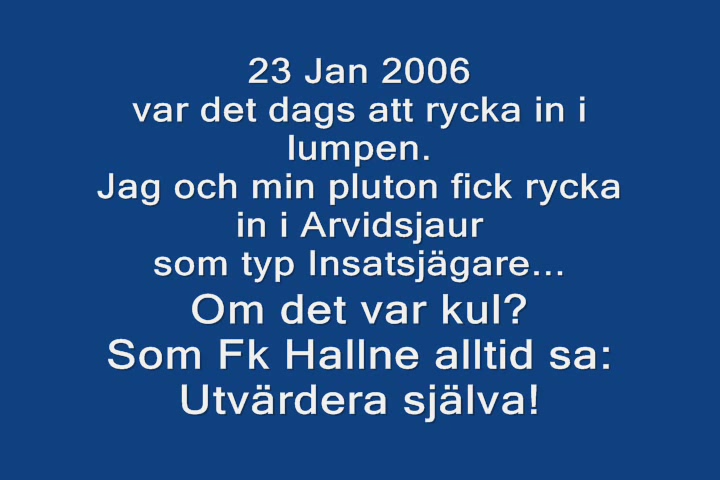 23 Jan 2006
var det dags att rycka in i
lumpen.
Jag och min pluton fick rycka
in i Arvidsjaur
som typ Insatsjägare...
Om det var kul?
Som Fk Hallne alltid sa:
Utvärdera själva!